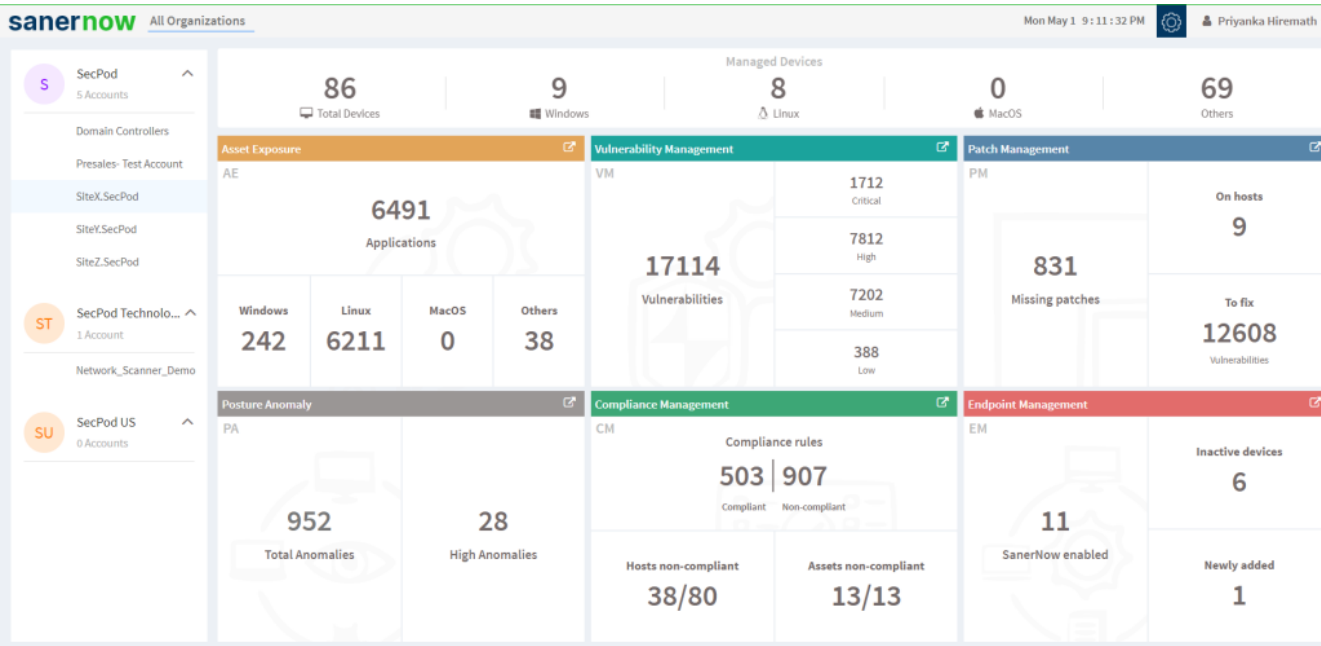 sanernow All Organizations Mon May 1 9:11:32 PM Priyanka Hiremath
S SecPod
5 Accounts
Domain Controllers
Presales- Test Account
SiteX.SecPod
SiteY.SecPod
SiteZ.SecPod
ST SecPod Technolo...
1 Account
Network_Scanner_Demo
SU SecPod US
0 Accounts
Managed Devices
86 9 8 0 69
Total Devices Windows Linux MacOS Others
Asset Exposure
AE
6491
Applications
Windows Linux MacOS Others
242 6211 0 38
Vulnerability Management
VM
17114
Vulnerabilities
1712
Critical
7812
High
7202
Medium
388
Low
Patch Management
PM
831
Missing patches
On hosts
9
To fix
12608
Vulnerabilities
Posture Anomaly
PA
952
Total Anomalies
28
High Anomalies
Compliance Management
CM
Compliance rules
503 907
Compliant Non-compliant
Hosts non-compliant
38/80
Assets non-compliant
13/13
Endpoint Management
EM
11
SanerNow enabled
Inactive devices
6
Newly added
1